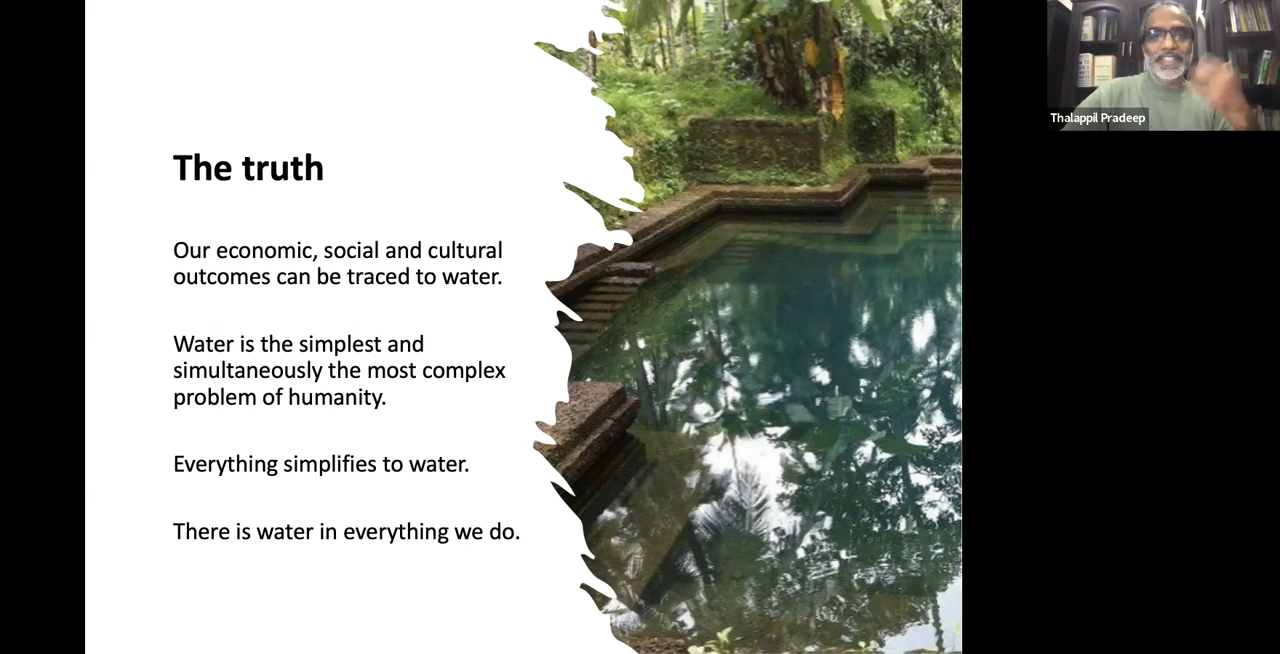 The truth
Our economic, social and cultural
outcomes can be traced to water.
Water is the simplest and
simultaneously the most complex
problem of humanity.
Everything simplifies to water.
There is water in everything we do.
Thalappil Pradeep